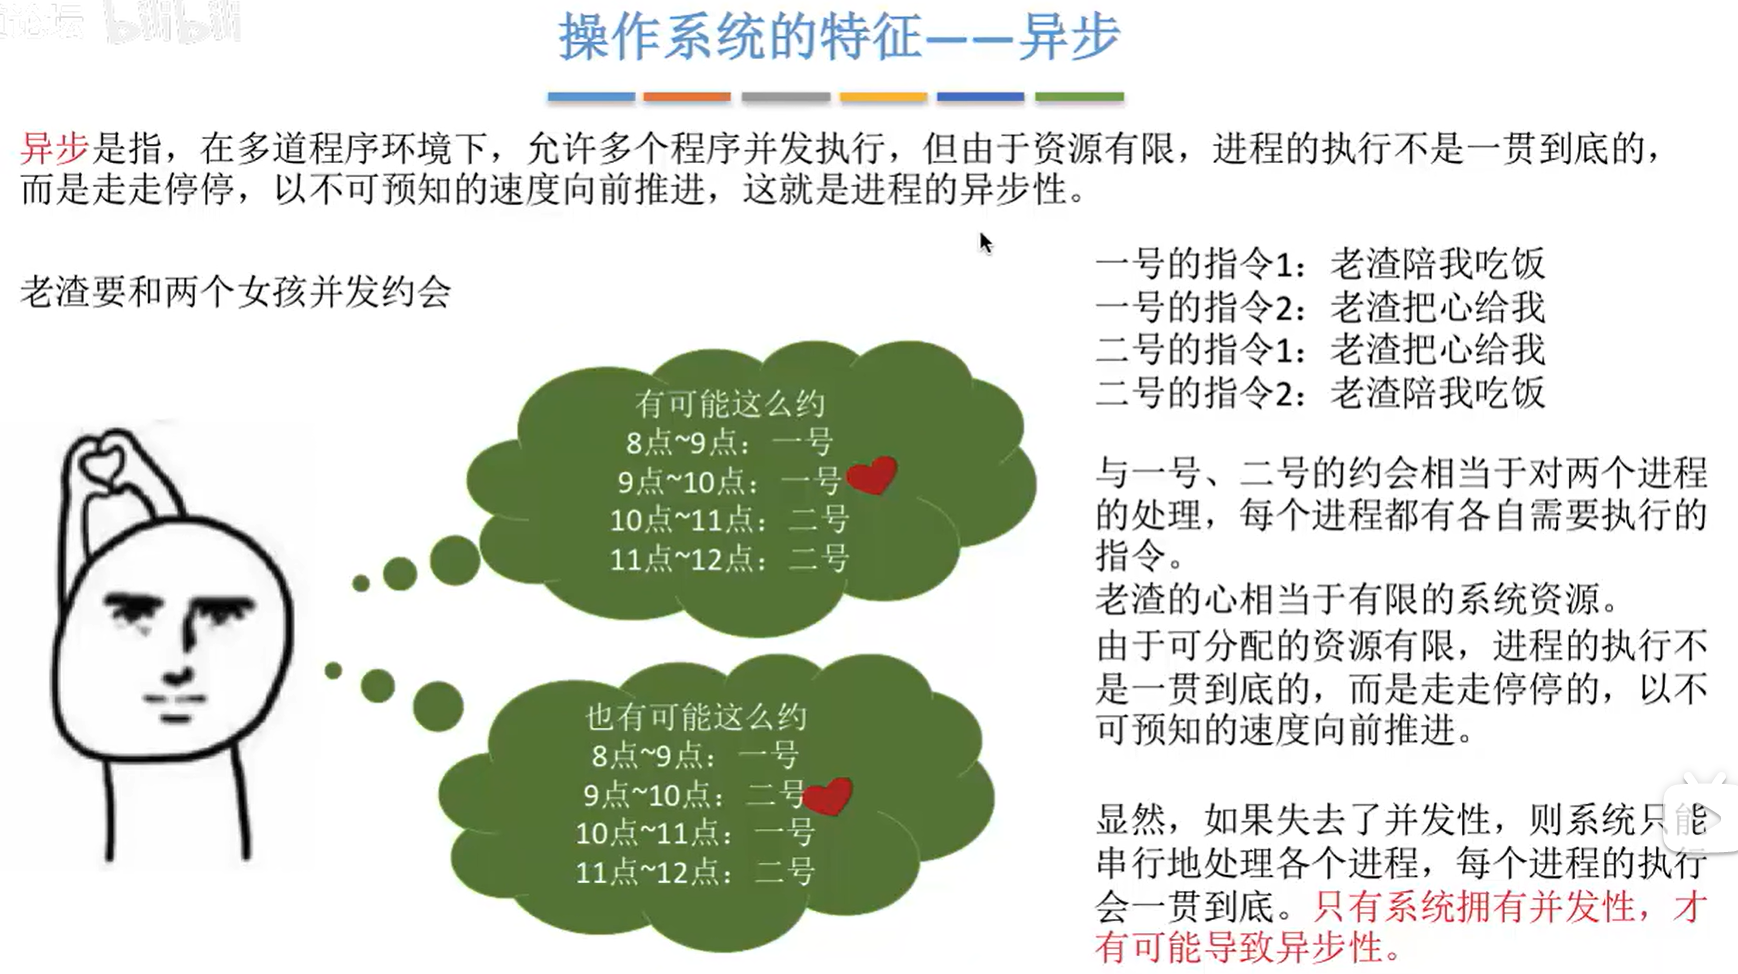 论坛 bilibili
操作系统的特征——异步
异步是指，在多道程序环境下，允许多个程序并发执行，但由于资源有限，进程的执行不是一贯到底的，
而是走走停停，以不可预知的速度向前推进，这就是进程的异步性。
老渣要和两个女孩并发约会
有可能这么约
8点~9点：一号
9点~10点：一号
10点~11点：二号
11点~12点：二号
也有可能这么约
8点~9点：一号
9点~10点：二号
10点~11点：一号
11点~12点：二号
一号的指令1：老渣陪我吃饭
一号的指令2：老渣把心给我
二号的指令1：老渣把心给我
二号的指令2：老渣陪我吃饭
与一号、二号的约会相当于对两个进程
的处理，每个进程都有各自需要执行的
指令。
老渣的心相当于有限的系统资源。
由于可分配的资源有限，进程的执行不
是一贯到底的，而是走走停停的，以不
可预知的速度向前推进。
显然，如果失去了并发性，则系统只能
串行地处理各个进程，每个进程的执行
会一贯到底。只有系统拥有并发性，才
有可能导致异步性。